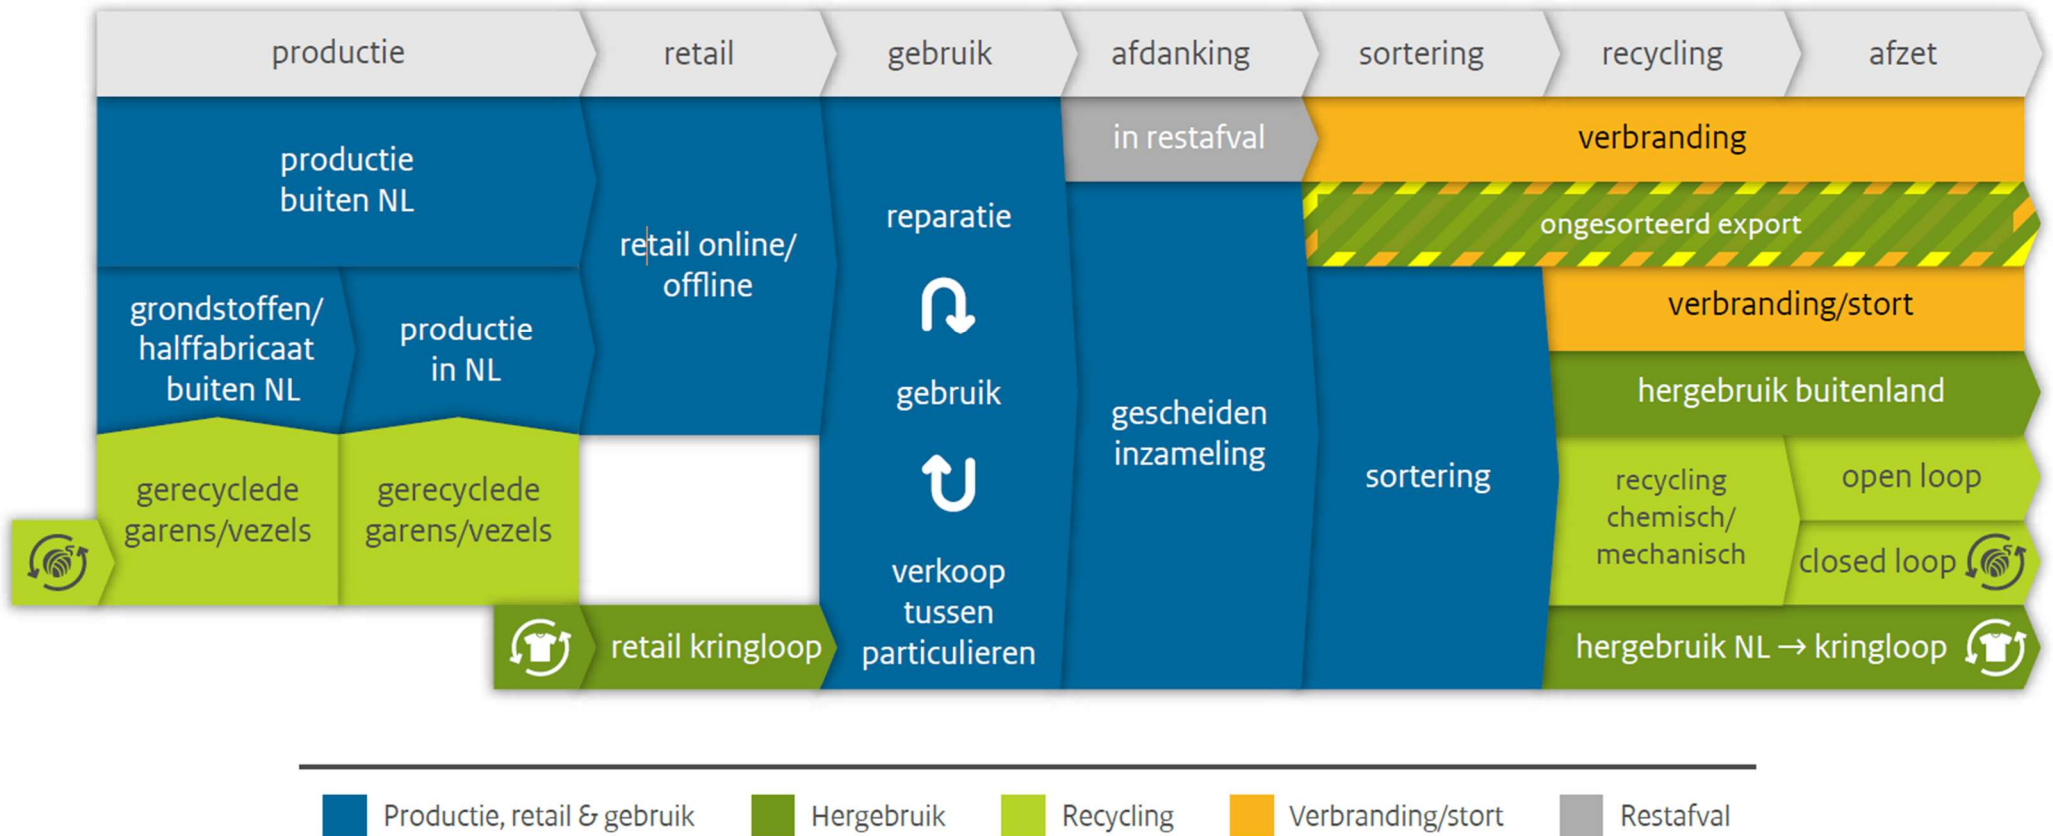 productie
retail
gebruik
afdanking
sortering
recycling
afzet
productie
buiten NL
grondstoffen/
halffabricaat
buiten NL
productie
in NL
gerecyclede
garens/vezels
gerecyclede
garens/vezels
retail online/
offline
retail kringloop
reparatie
gebruik
verkoop
tussen
particulieren
in restafval
gescheiden
inzameling
sortering
verbranding
ongesorteerd export
verbranding/stort
hergebruik buitenland
recycling
chemisch/
mechanisch
open loop
closed loop
hergebruik NL → kringloop
Productie, retail & gebruik
Hergebruik
Recycling
Verbranding/stort
Restafval